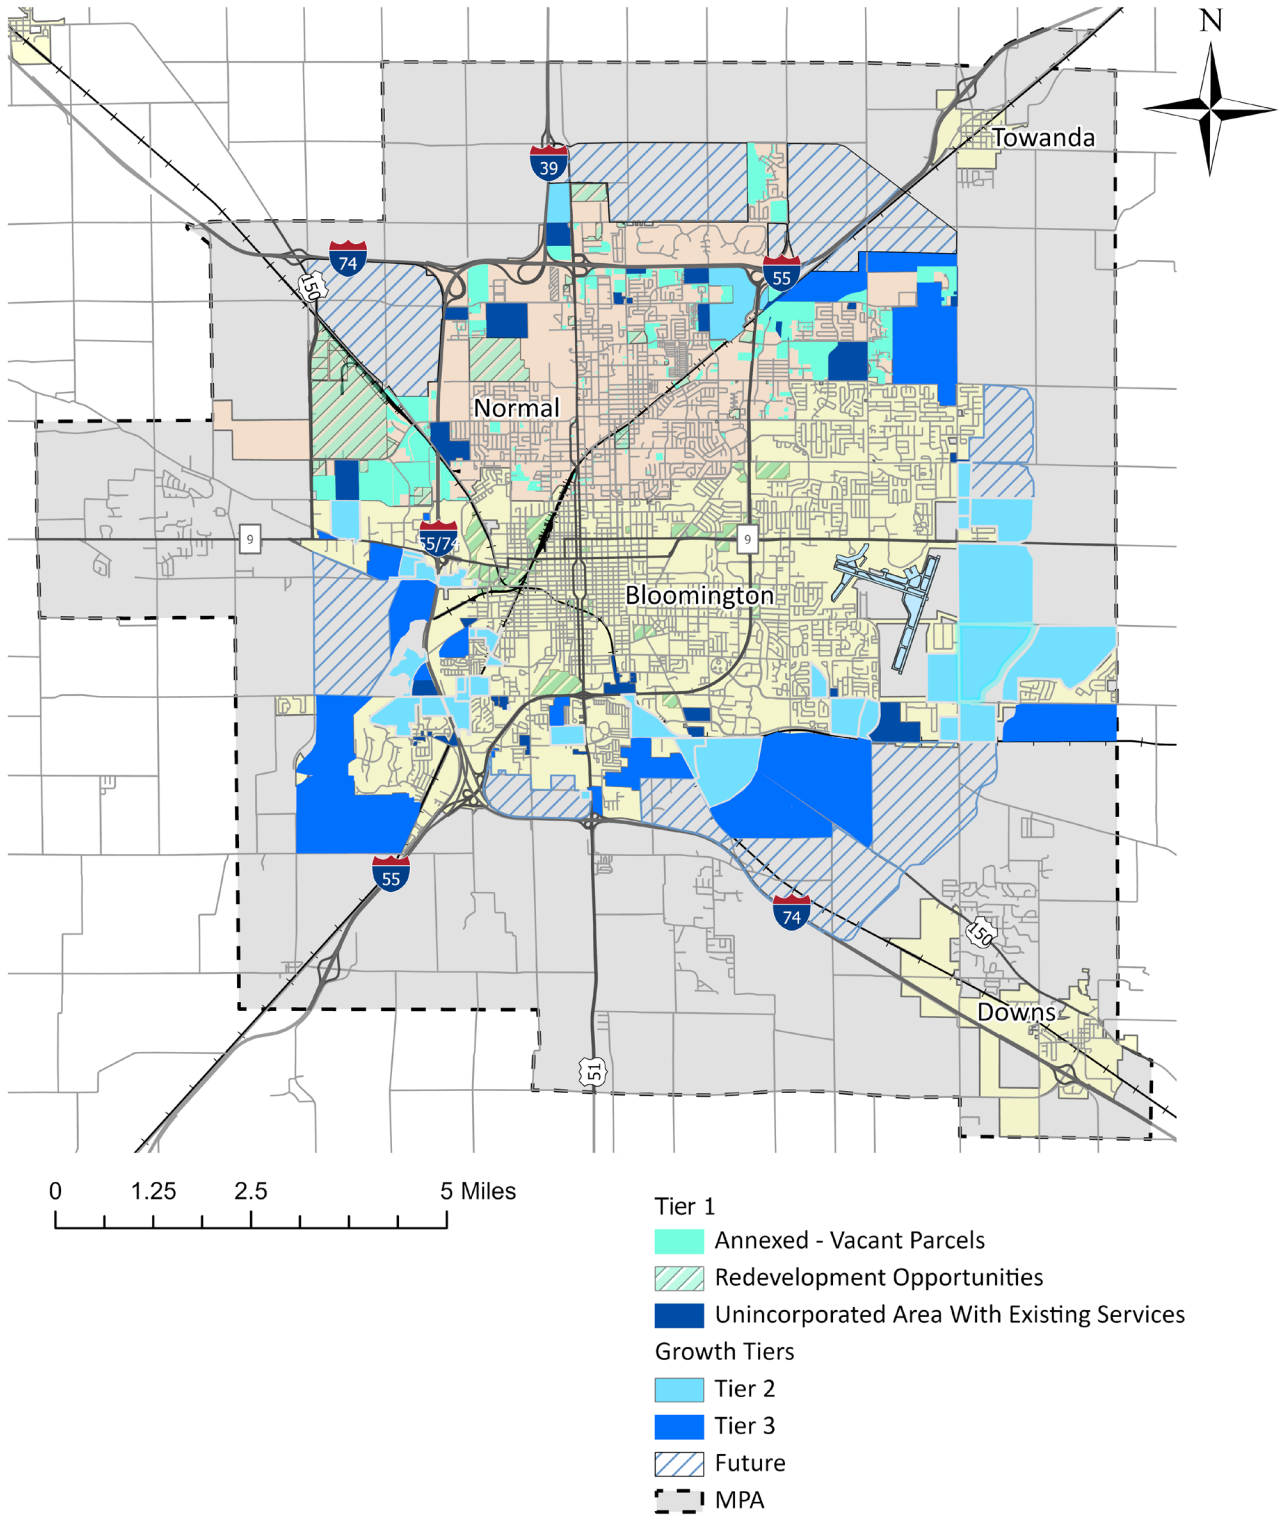 N
Towanda
39
74
150
55
Normal
9
55/74
9
Bloomington
55
74
150
Downs
51
0 1.25 2.5 5 Miles
Tier 1
Annexed - Vacant Parcels
Redevelopment Opportunities
Unincorporated Area With Existing Services
Growth Tiers
Tier 2
Tier 3
Future
MPA